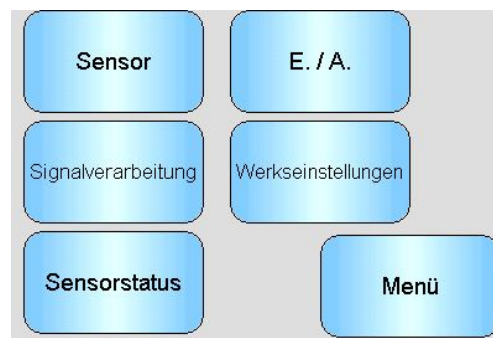 Sensor
E. / A.
Signalverarbeitung
Werkseinstellungen
Sensorstatus
Menü